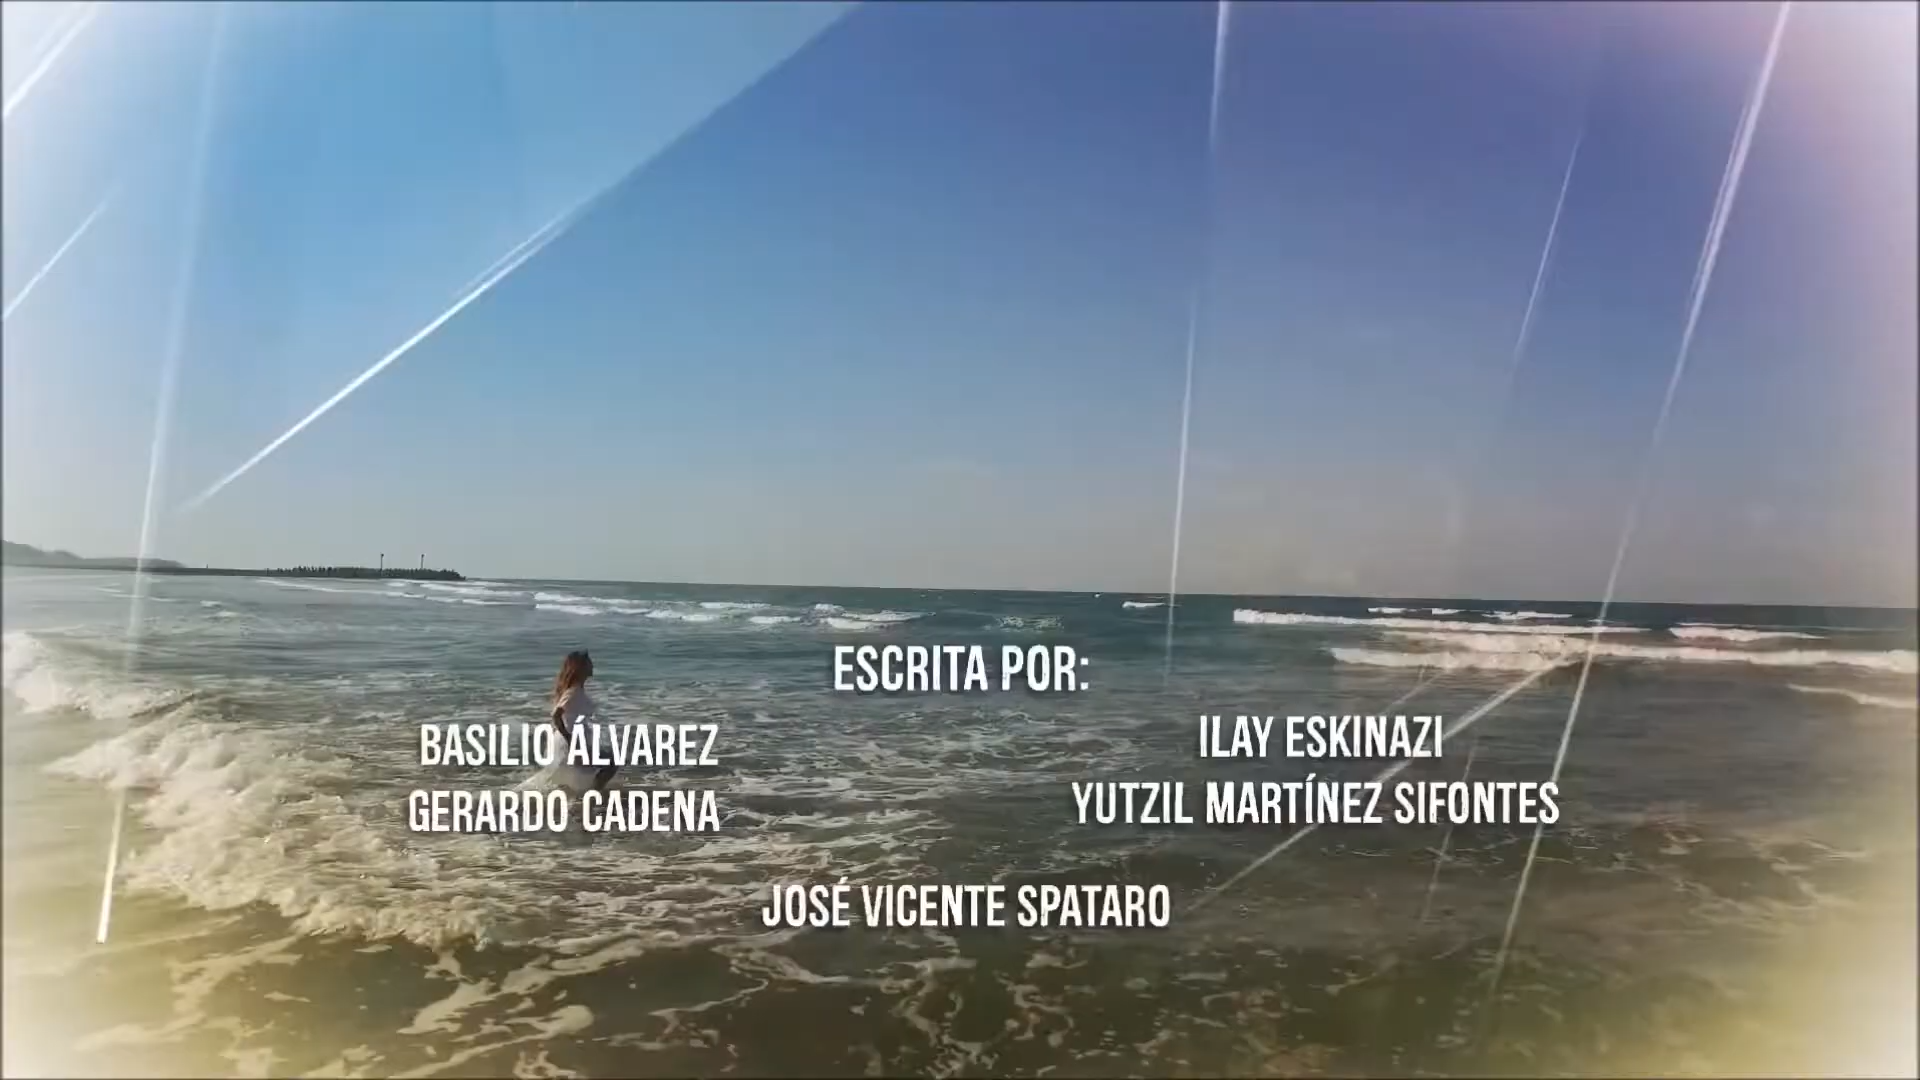 ESCRITA POR:
BASILIO ÁLVAREZ
GERARDO CADENA
ILAY ESKINAZI
YUTZIL MARTÍNEZ SIFONTES
JOSÉ VICENTE SPATARO